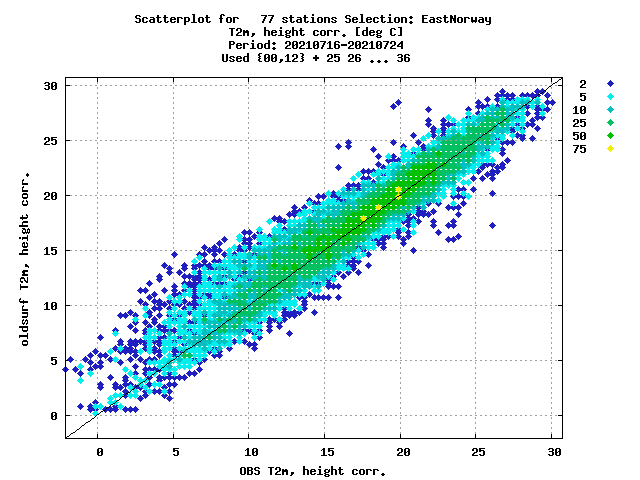 Scatterplot for   77 stations Selection: EastNorway
T2m, height corr. [deg C]
Period: 20210716-20210724
Used {00,12} + 25 26 ... 36
30
25
20
15
10
5
0
oldsurf T2m, height corr.
0 5 10 15 20 25 30
OBS T2m, height corr.
2
5
10
25
50
75